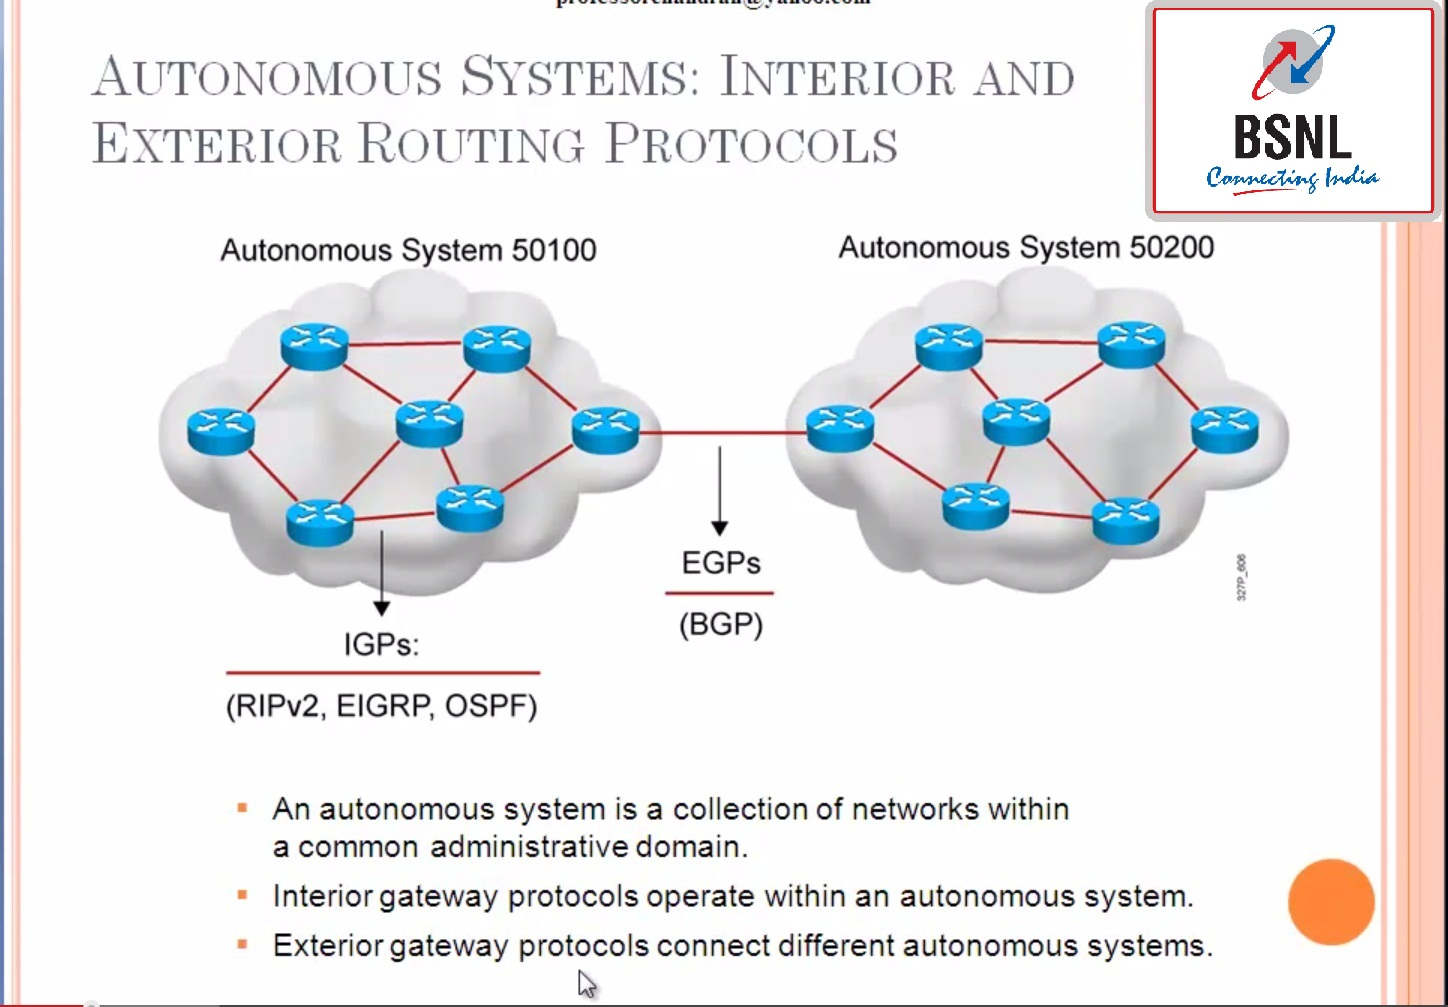 AUTONOMOUS SYSTEMS: INTERIOR AND
EXTERIOR ROUTING PROTOCOLS
BSNL
Connecting India
Autonomous System 50100
Autonomous System 50200
EGPs
(BGP)
327P_606
IGPs:
(RIPv2, EIGRP, OSPF)
An autonomous system is a collection of networks within
a common administrative domain.
Interior gateway protocols operate within an autonomous system.
Exterior gateway protocols connect different autonomous systems.